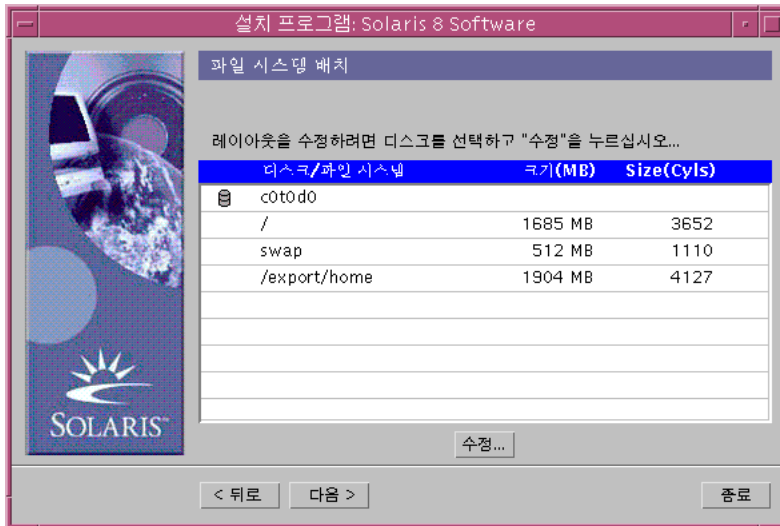 설치 프로그램: Solaris 8 Software
파일 시스템 배치
레이아웃을 수정하려면 디스크를 선택하고 "수정"을 누르십시오...
디스크/파일 시스템 크기(MB) Size(Cyls)
c0t0d0
/ 1685 MB 3652
swap 512 MB 1110
/export/home 1904 MB 4127
SOLARIS™
수정...
< 뒤로 다음 > 종료